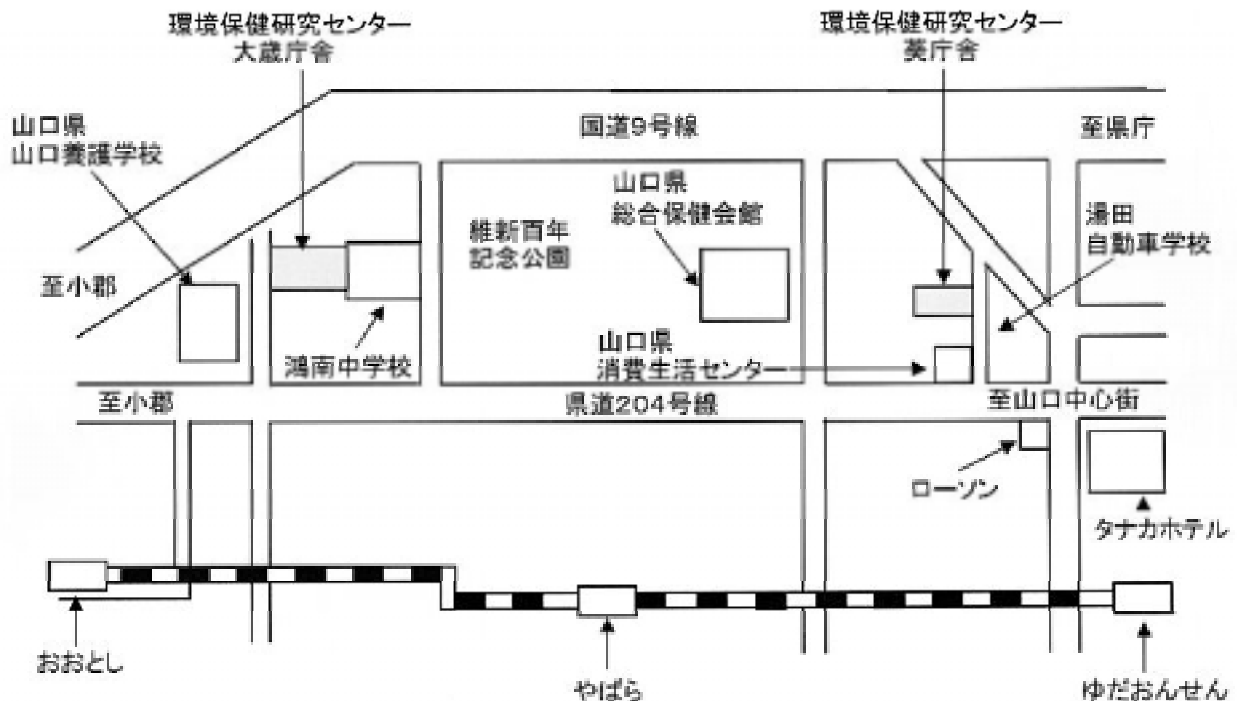 環境保健研究センター
大歳庁舎
環境保健研究センター
葵庁舎
山口県
山口養護学校
国道9号線
至県庁
山口県
総合保健会館
維新百年
記念公園
湯田
自動車学校
至小郡
山口県
消費生活センター
鴻南中学校
至小郡
県道204号線
至山口中心街
ローソン
タナカホテル
おおとし
やばら
ゆだおんせん